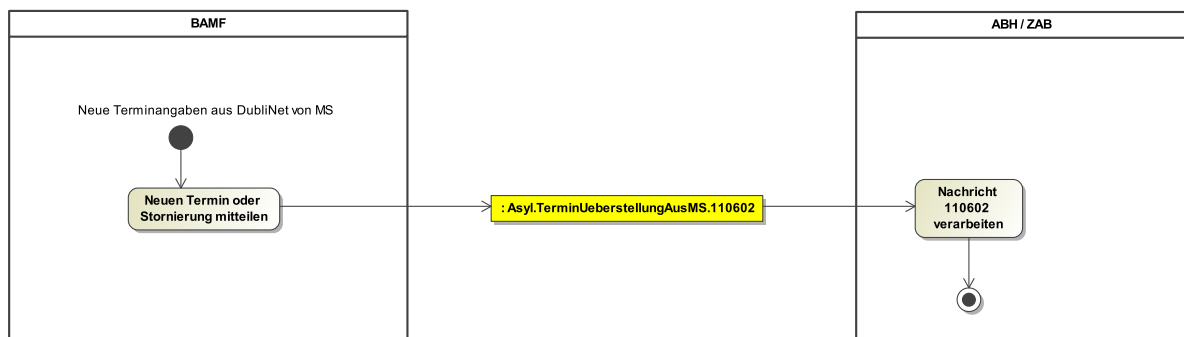 BAMF
ABH / ZAB
Neue Terminangaben aus DubliNet von MS
Neuen Termin oder
Stornierung mitteilen
: Asyl.TerminUeberstellungAusMS.110602
Nachricht
110602
verarbeiten